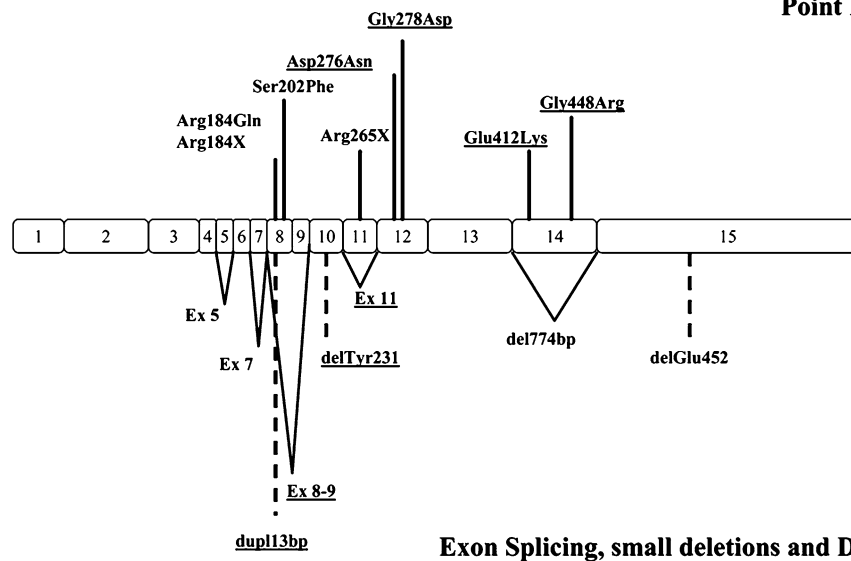 Point
Gly278Asp
Asp276Asn
Ser202Phe
Gly448Arg
Arg184Gln
Arg184X
Arg265X
Glu412Lys
1 2 3 4 5 6 7 8 9 10 11 12 13 14 15
Ex 5
Ex 11
Ex 7
delTyr231
del774bp
delGlu452
Ex 8-9
dupl13bp
Exon Splicing, small deletions and D